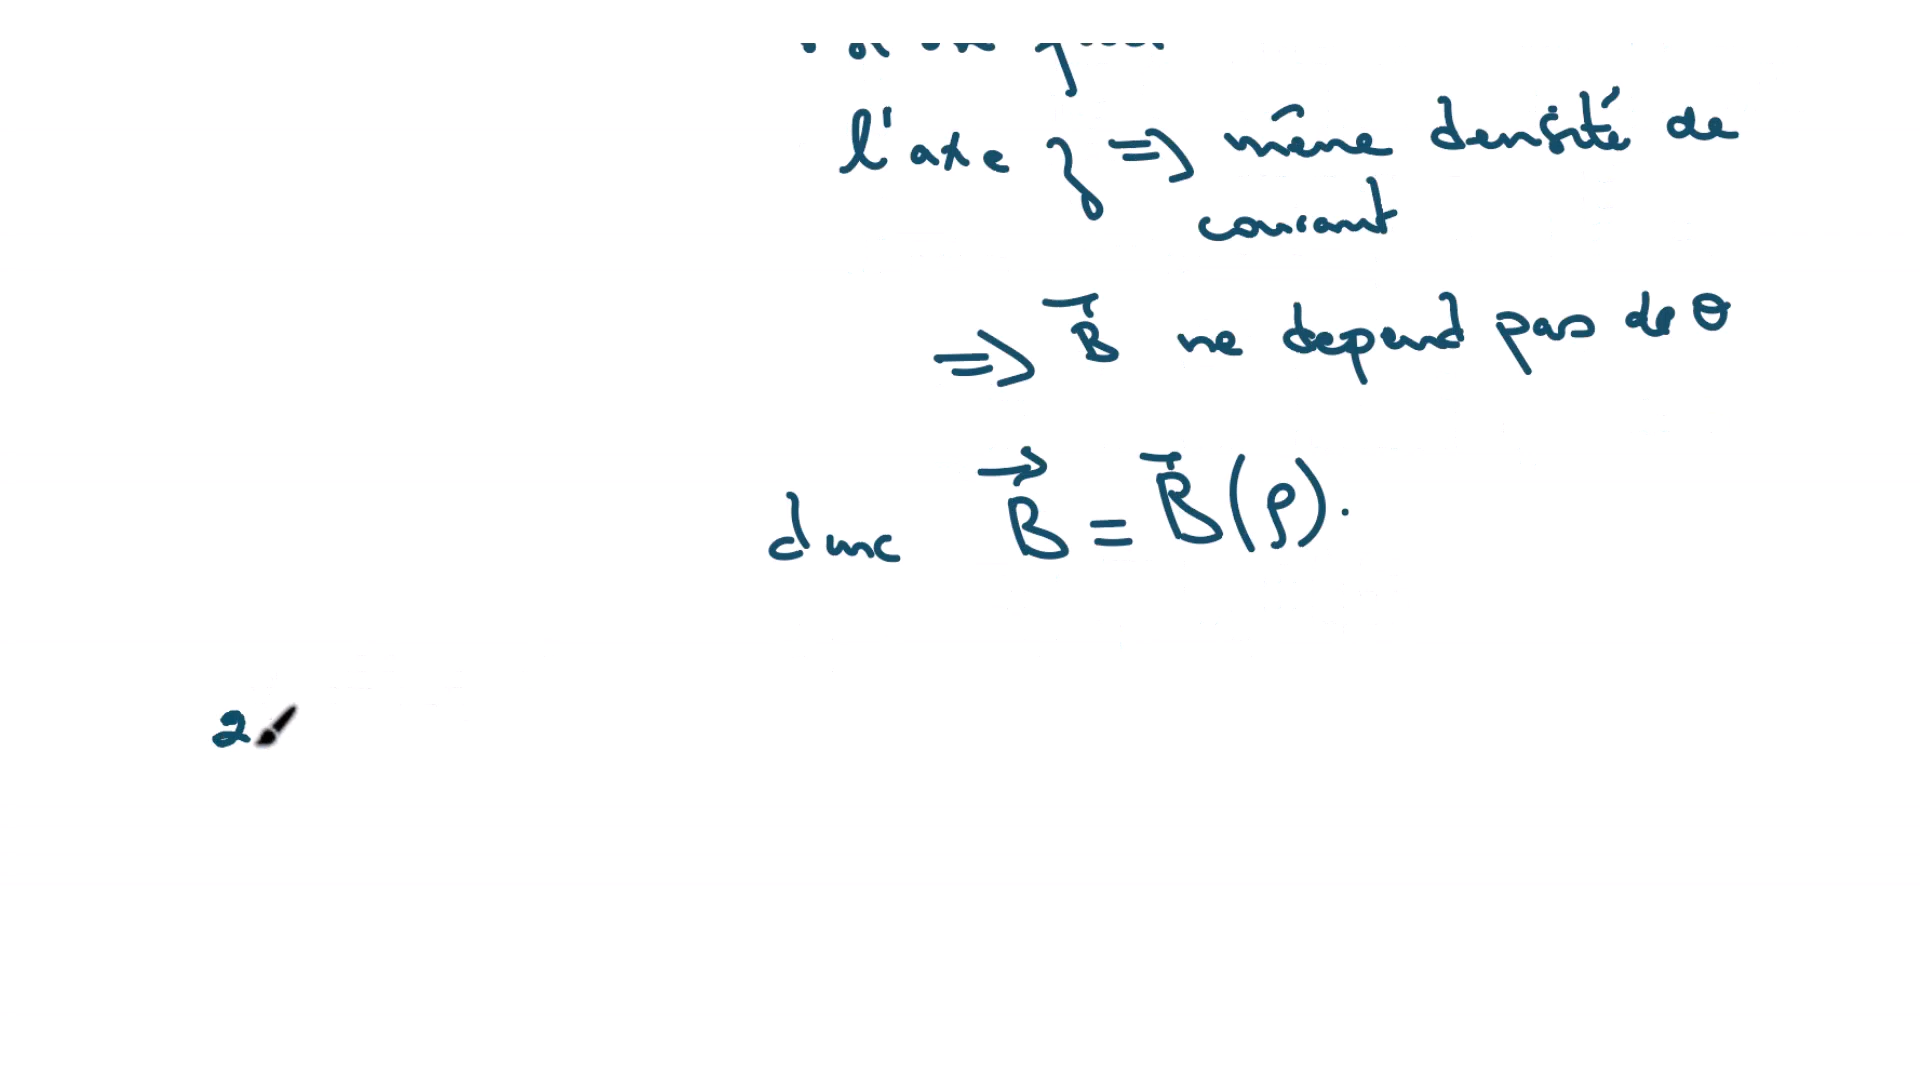 l'axe z => même densité de
courant
=> B⃗ ne depend pas de θ
donc B⃗ = B⃗(ρ).
2